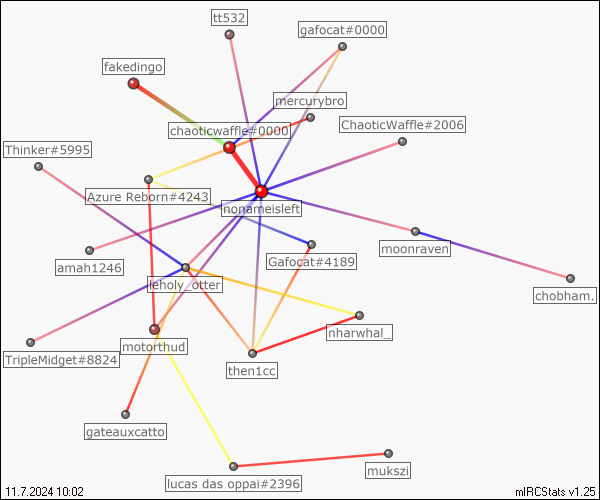 tt532
gafocat#0000
fakedingo
mercurybro
chaoticwaffle#0000
ChaoticWaffle#2006
Thinker#5995
Azure Reborn#4243
nonameisleft
moonraven
Gafocat#4189
amah1246
leholy_otter
chobham.
nharwhal_
motorthud
TripleMidget#8824
then1cc
gateauxcatto
mukszi
lucas das oppai#2396
11.7.2024 10:02
mIRCStats v1.25